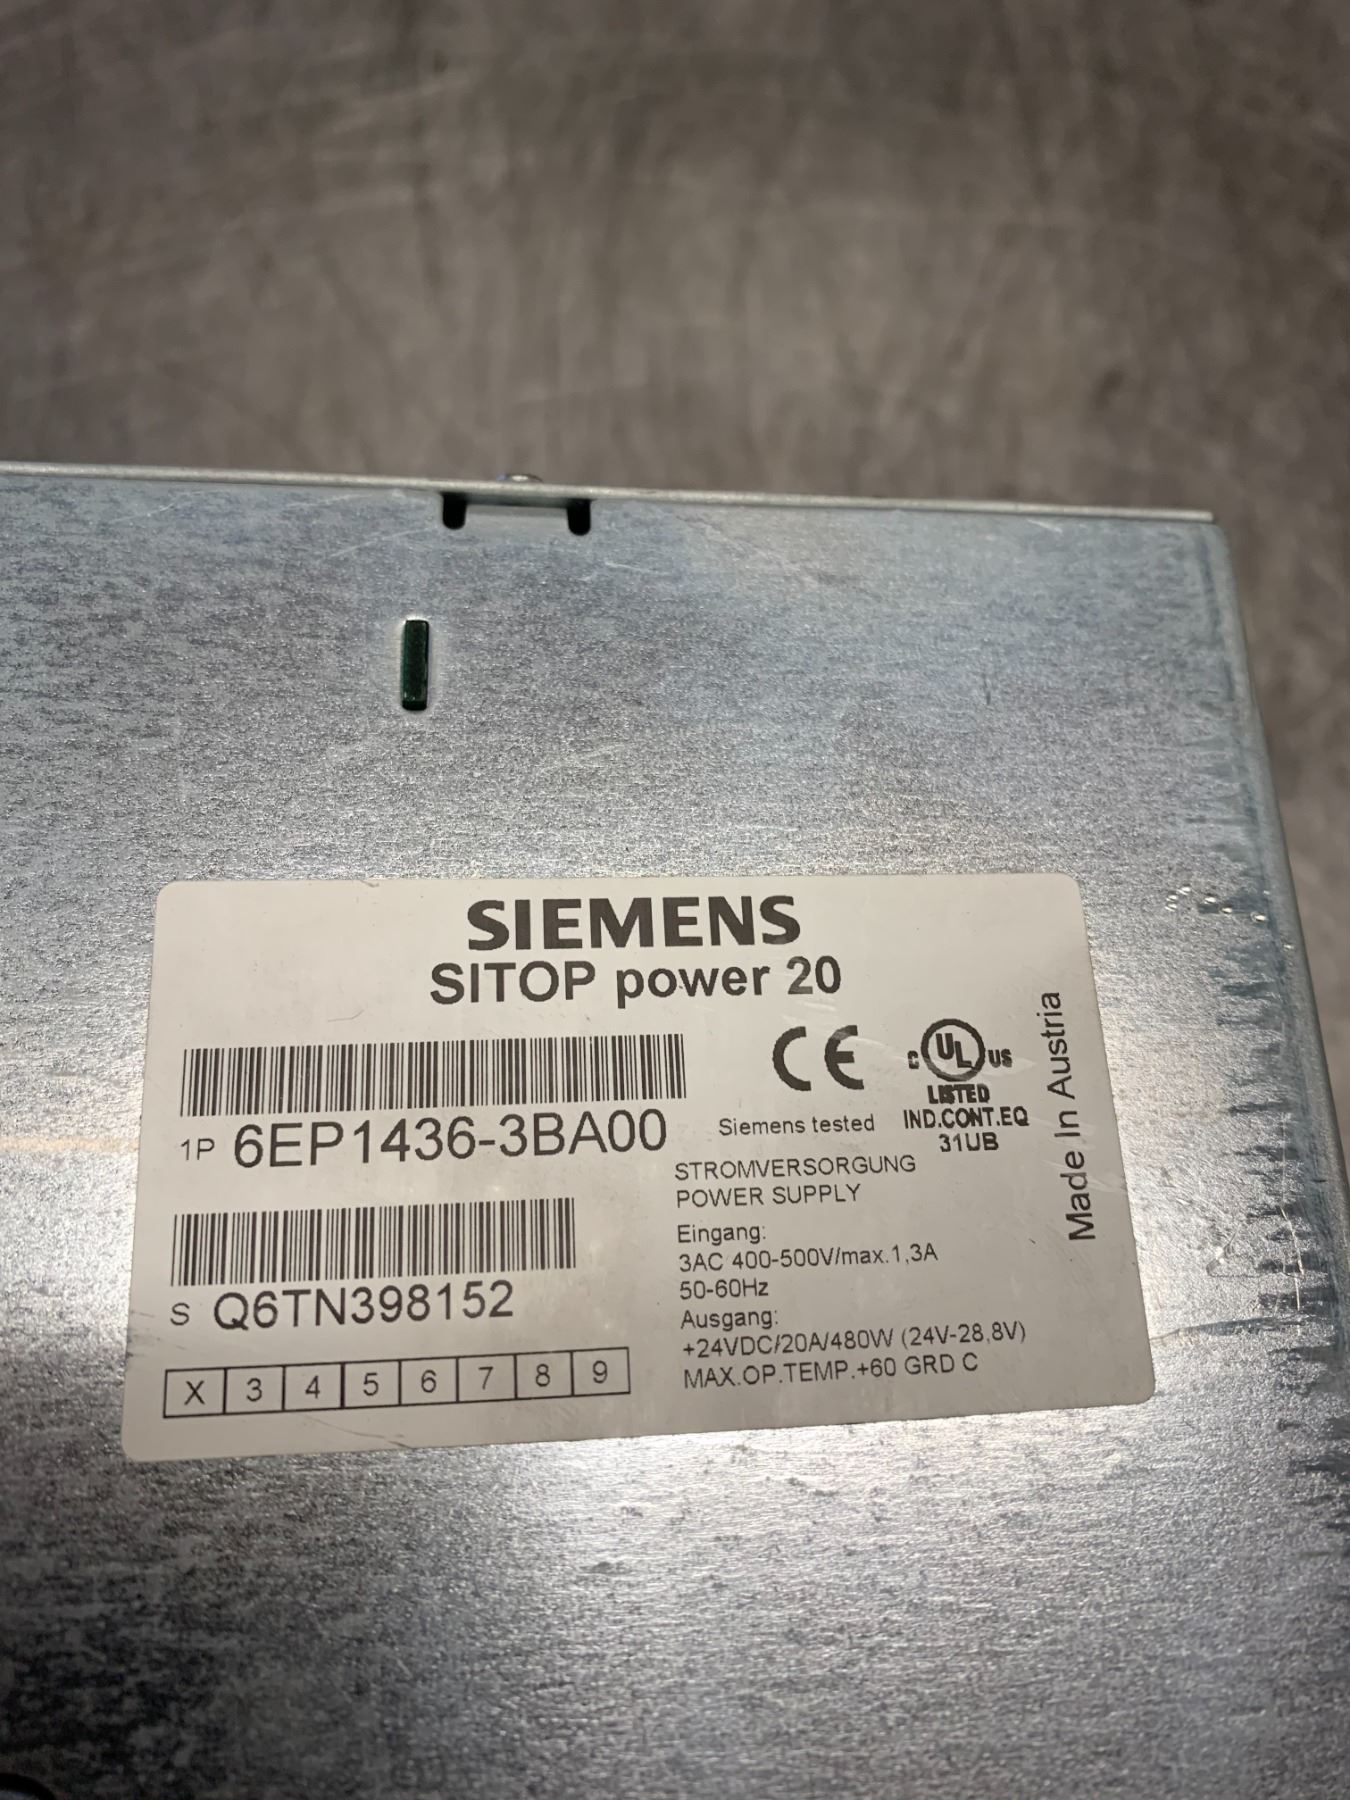 SIEMENS
SITOP power 20
1P 6EP1436-3BA00
S Q6TN398152
X 3 4 5 6 7 8 9
CE
Siemens tested
C UL US
LISTED
IND.CONT.EQ
31UB
STROMVERSORGUNG
POWER SUPPLY
Eingang:
3AC 400-500V/max.1,3A
50-60Hz
Ausgang:
+24VDC/20A/480W (24V-28,8V)
MAX.OP.TEMP.+60 GRD C
Made In Austria